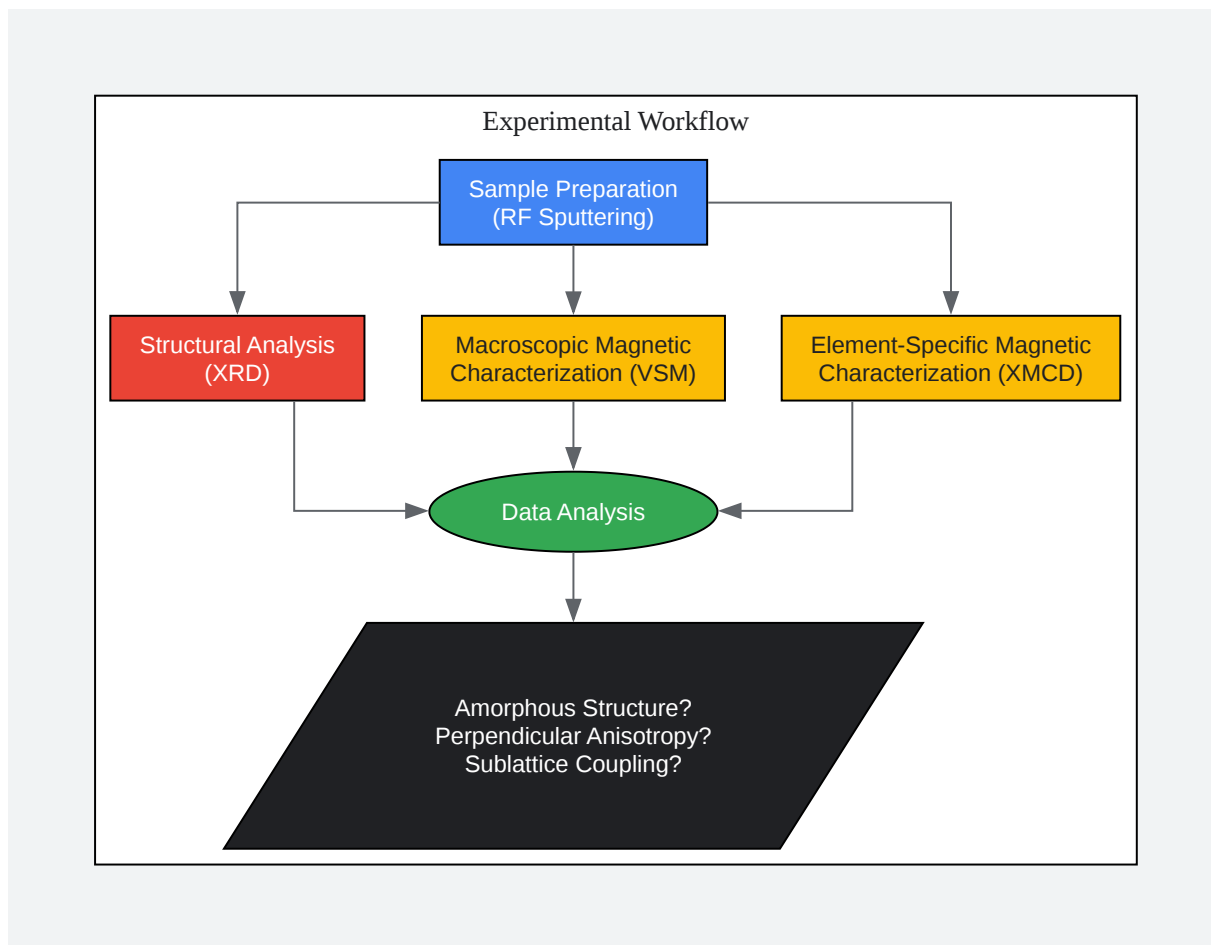 Experimental Workflow
Sample Preparation
(RF Sputtering)
Structural Analysis
(XRD)
Macroscopic Magnetic
Characterization (VSM)
Element-Specific Magnetic
Characterization (XMCD)
Data Analysis
Amorphous Structure?
Perpendicular Anisotropy?
Sublattice Coupling?